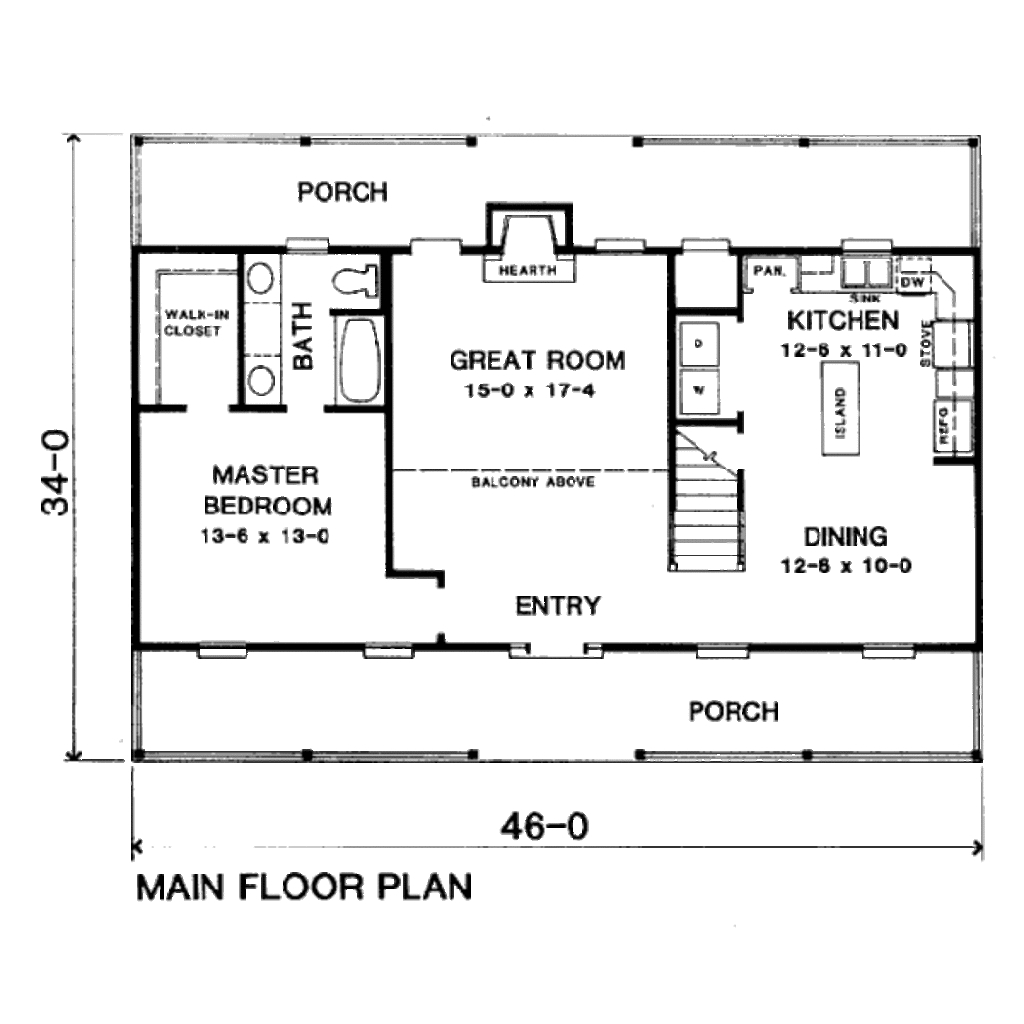 PORCH
HEARTH
PAN.
SINK
DW
WALK-IN
CLOSET
BATH
GREAT ROOM
15-0 x 17-4
D
W
KITCHEN
12-6 x 11-0
STOVE
ISLAND
REFG
BALCONY ABOVE
MASTER
BEDROOM
13-6 x 13-0
DINING
12-6 x 10-0
ENTRY
PORCH
34-0
46-0
MAIN FLOOR PLAN